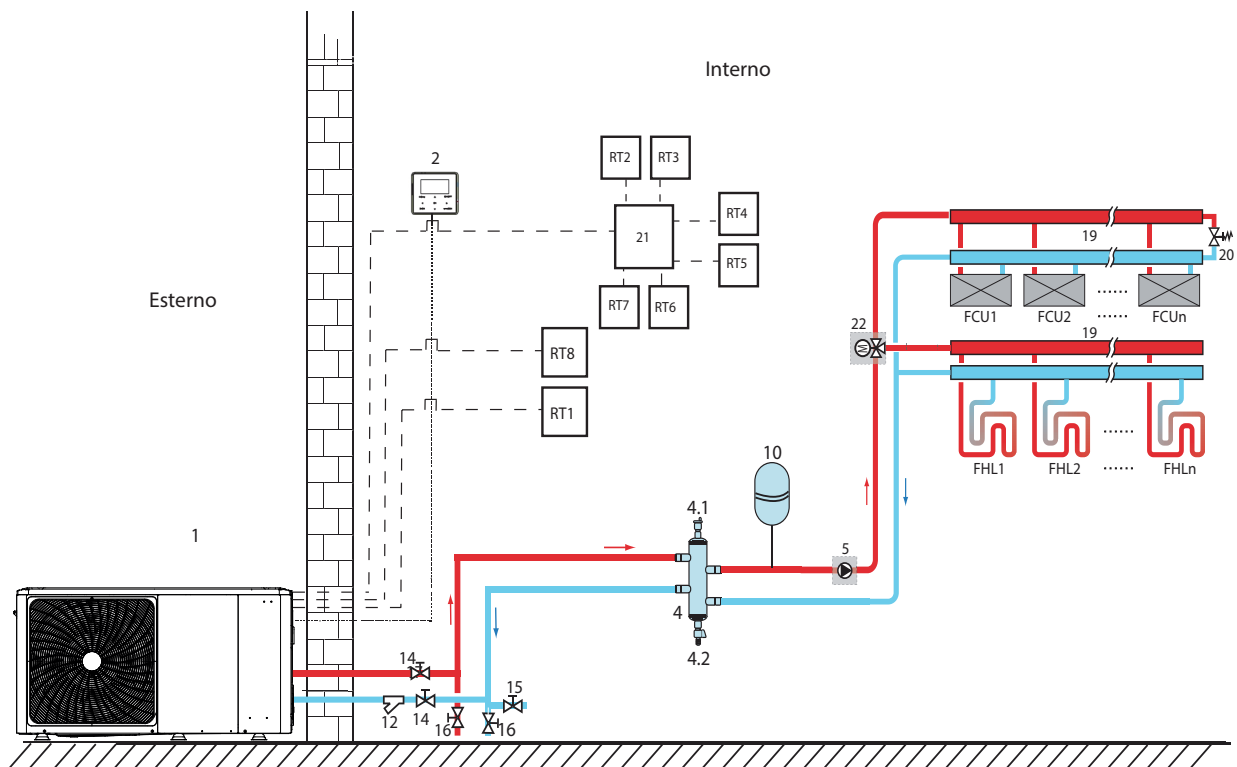 Interno
2
RT2
RT3
RT4
21
RT5
RT7
RT6
Esterno
19
20
FCU1
FCU2
......
......
FCUn
22
M
19
RT8
RT1
......
......
FHL1
FHL2
FHLn
10
4.1
5
1
4
4.2
14
12
14
15
16
16